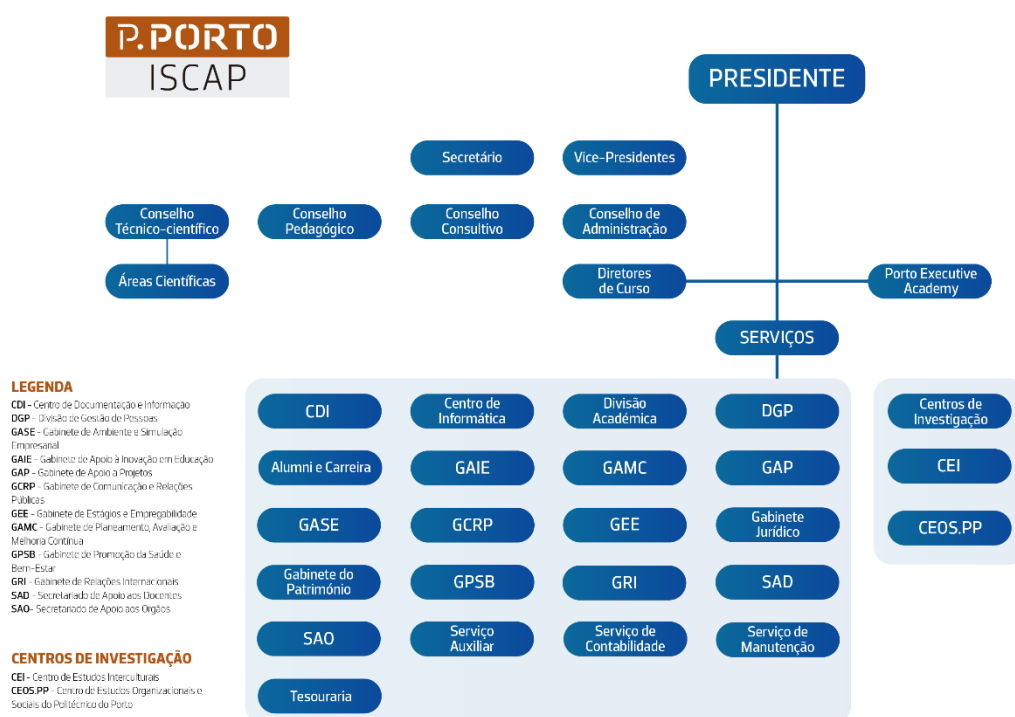 P.PORTO
ISCAP
PRESIDENTE
Secretário
Vice-Presidentes
Conselho
Técnico-científico
Conselho
Pedagógico
Conselho
Consultivo
Conselho de
Administração
Áreas Científicas
Diretores
de Curso
Porto Executive
Academy
SERVIÇOS
CDI
Centro de
Informática
Divisão
Académica
DGP
Alumni e Carreira
GAIE
GAMC
GAP
GASE
GCRP
GEE
Gabinete
Jurídico
Gabinete do
Património
GPSB
GRI
SAD
SAO
Serviço
Auxiliar
Serviço de
Contabilidade
Serviço de
Manutenção
Tesouraria
Centros de
Investigação
CEI
CEOS.PP
LEGENDA
CDI – Centro de Documentação e Informação
DGP – Divisão de Gestão de Pessoas
GASE – Gabinete de Ambiente e Simulação
Empresarial
GAIE – Gabinete de Apoio à Inovação em Educação
GAP – Gabinete de Apoio a Projetos
GCRP – Gabinete de Comunicação e Relações
Públicas
GEE – Gabinete de Estágios e Empregabilidade
GAMC – Gabinete de Planeamento, Avaliação e
Melhoria Contínua
GPSB – Gabinete de Promoção da Saúde e
Bem-Estar
GRI – Gabinete de Relações Internacionais
SAD – Secretariado de Apoio aos Docentes
SAO– Secretariado de Apoio aos Orgãos
CENTROS DE INVESTIGAÇÃO
CEI – Centro de Estudos Interculturais
CEOS.PP – Centro de Estudos Organizacionais e
Sociais do Politécnico do Porto